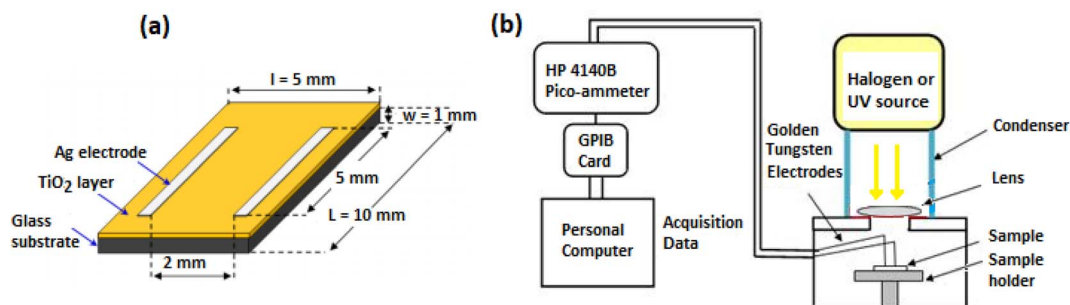 (a)
l = 5 mm
w = 1 mm
Ag electrode
TiO2 layer
5 mm
L = 10 mm
Glass
substrate
2 mm
(b)
HP 4140B
Pico-ammeter
GPIB
Card
Personal
Computer
Acquisition
Data
Halogen or
UV source
Golden
Tungsten
Electrodes
Condenser
Lens
Sample
Sample
holder